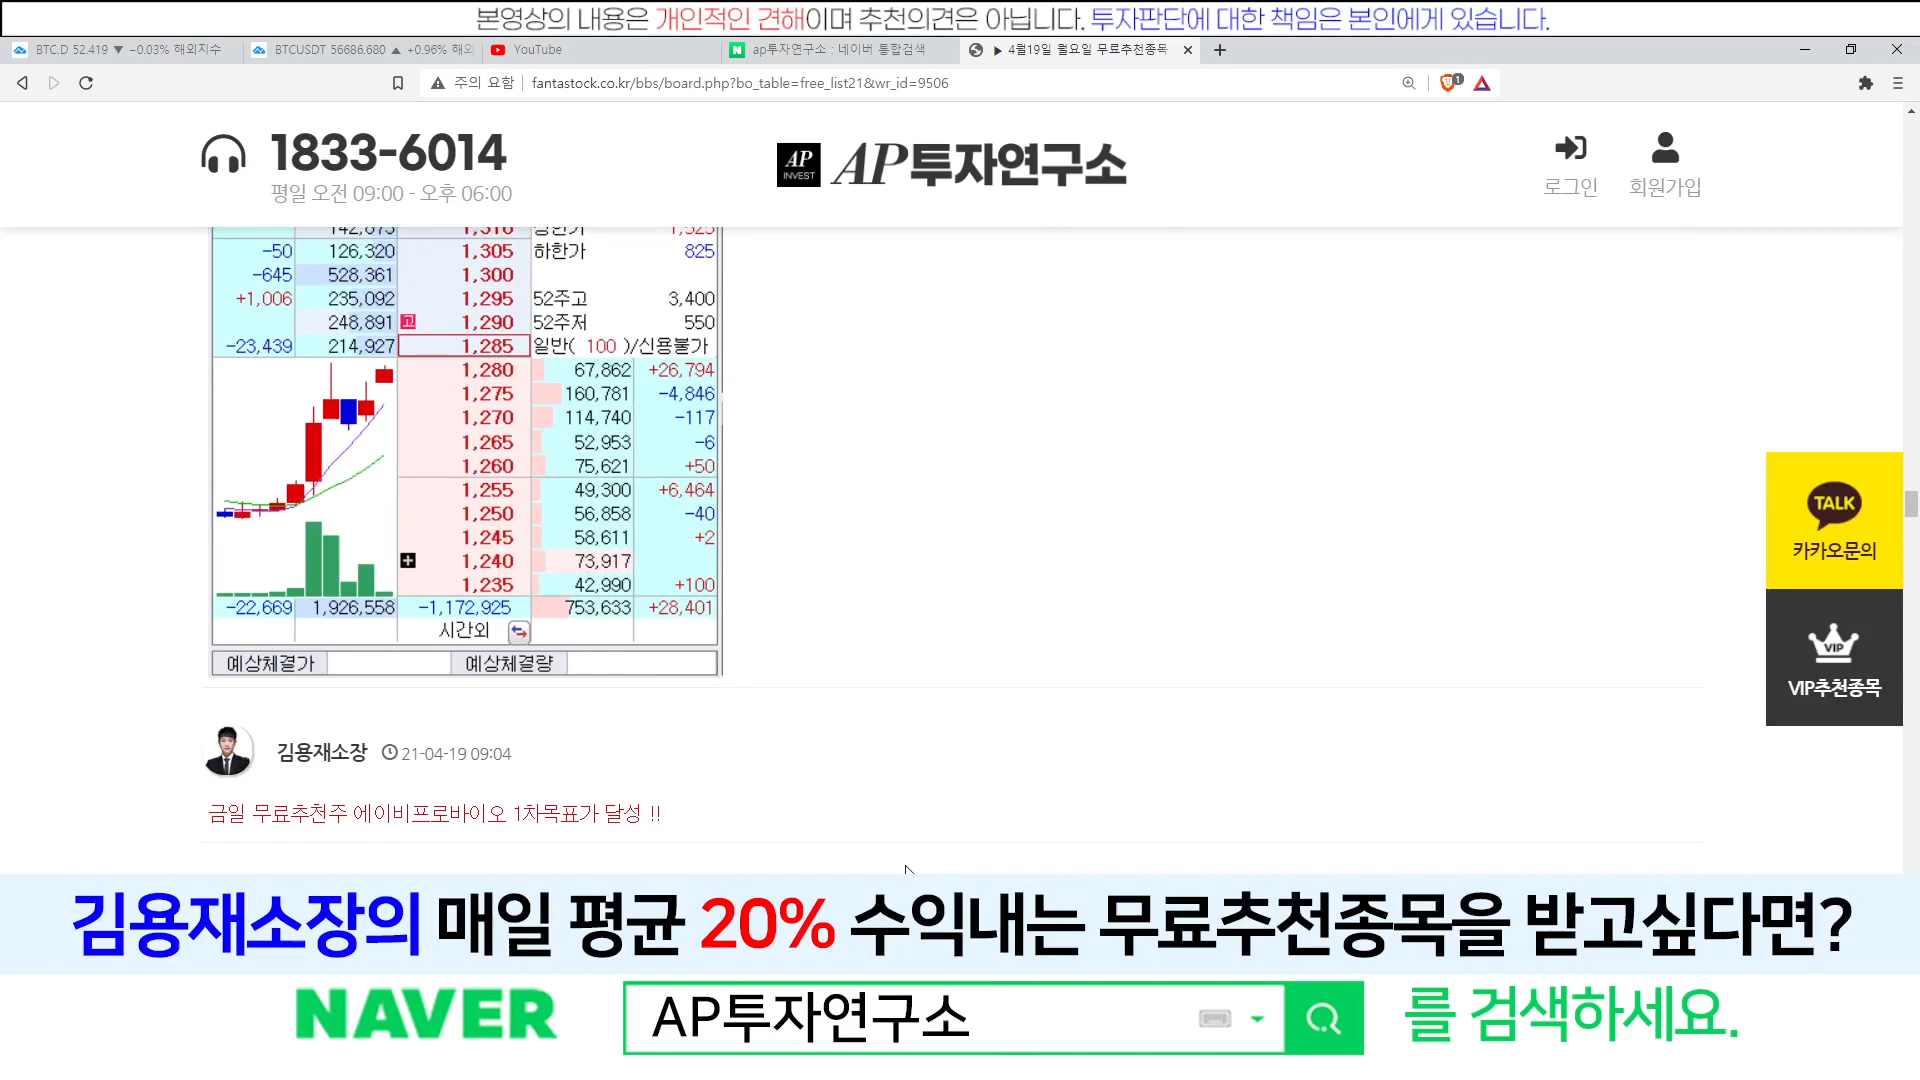 본영상의 내용은 개인적인 견해이며 추천의견은 아닙니다. 투자판단에 대한 책임은 본인에게 있습니다.
BTC.D 52.419 ▼ −0.03% 해외지수
BTCUSDT 56686.680 ▲ +0.96% 해외
YouTube
ap투자연구소 : 네이버 통합검색
▶ 4월19일 월요일 무료추천종목
주의 요함
fantastock.co.kr/bbs/board.php?bo_table=free_list21&wr_id=9506
1833-6014
평일 오전 09:00 - 오후 06:00
AP INVEST AP투자연구소
로그인
회원가입
142,873 1,310 상한가 1,525
-50 126,320 1,305 하한가 825
-645 528,361 1,300
+1,006 235,092 1,295 52주고 3,400
248,891 고 1,290 52주저 550
-23,439 214,927 1,285 일반( 100 )/신용불가
1,280 67,862 +26,794
1,275 160,781 -4,846
1,270 114,740 -117
1,265 52,953 -6
1,260 75,621 +50
1,255 49,300 +6,464
1,250 56,858 -40
1,245 58,611 +2
1,240 73,917
1,235 42,990 +100
-22,669 1,926,558 -1,172,925 753,633 +28,401
시간외
예상체결가 예상체결량
TALK
카카오문의
VIP
VIP추천종목
김용재소장 21-04-19 09:04
금일 무료추천주 에이비프로바이오 1차목표가 달성 !!
김용재소장의 매일 평균 20% 수익내는 무료추천종목을 받고싶다면?
NAVER AP투자연구소 를 검색하세요.